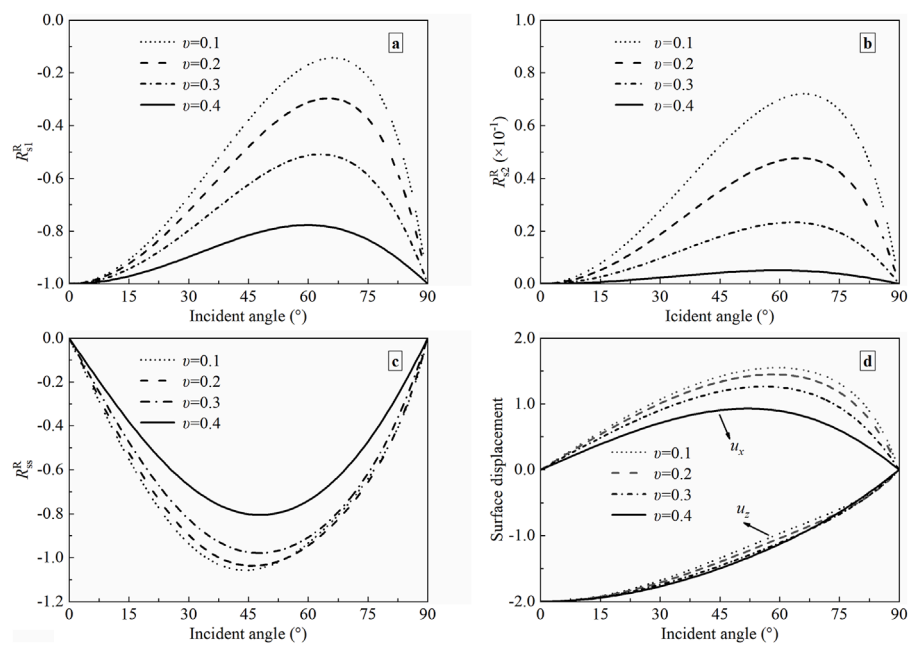 a
υ=0.1
υ=0.2
υ=0.3
υ=0.4
R^R_s1
0.0
-0.2
-0.4
-0.6
-0.8
-1.0
0 15 30 45 60 75 90
Incident angle (°)
b
υ=0.1
υ=0.2
υ=0.3
υ=0.4
R^R_s2 (×10^-1)
1.0
0.8
0.6
0.4
0.2
0.0
0 15 30 45 60 75 90
Icident angle (°)
c
υ=0.1
υ=0.2
υ=0.3
υ=0.4
R^R_ss
0.0
-0.2
-0.4
-0.6
-0.8
-1.0
-1.2
0 15 30 45 60 75 90
Incident angle (°)
d
u_x
υ=0.1
υ=0.2
υ=0.3
υ=0.4
u_z
Surface displacement
2.0
1.0
0.0
-1.0
-2.0
0 15 30 45 60 75 90
Incident angle (°)